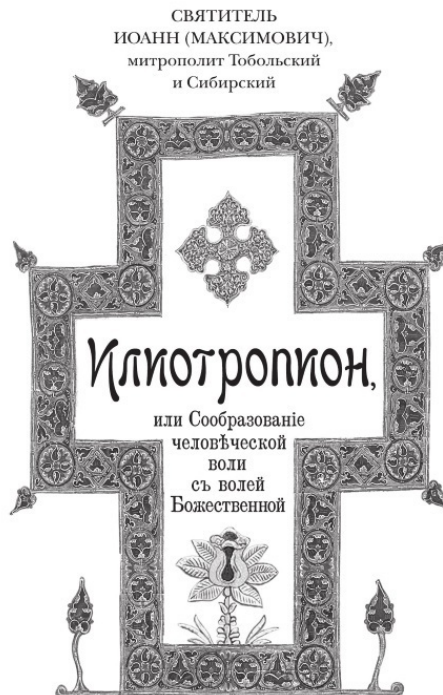 СВЯТИТЕЛЬ
ИОАНН (МАКСИМОВИЧ),
митрополит Тобольский
и Сибирский
Илиотропион,
или Сообразованіе
человѣческой
воли
съ волей
Божественной